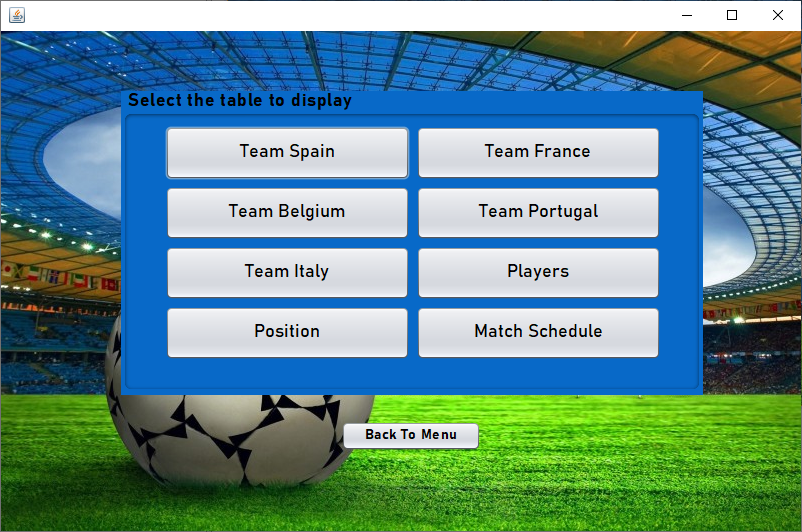 Select the table to display
Team Spain
Team France
Team Belgium
Team Portugal
Team Italy
Players
Position
Match Schedule
Back To Menu